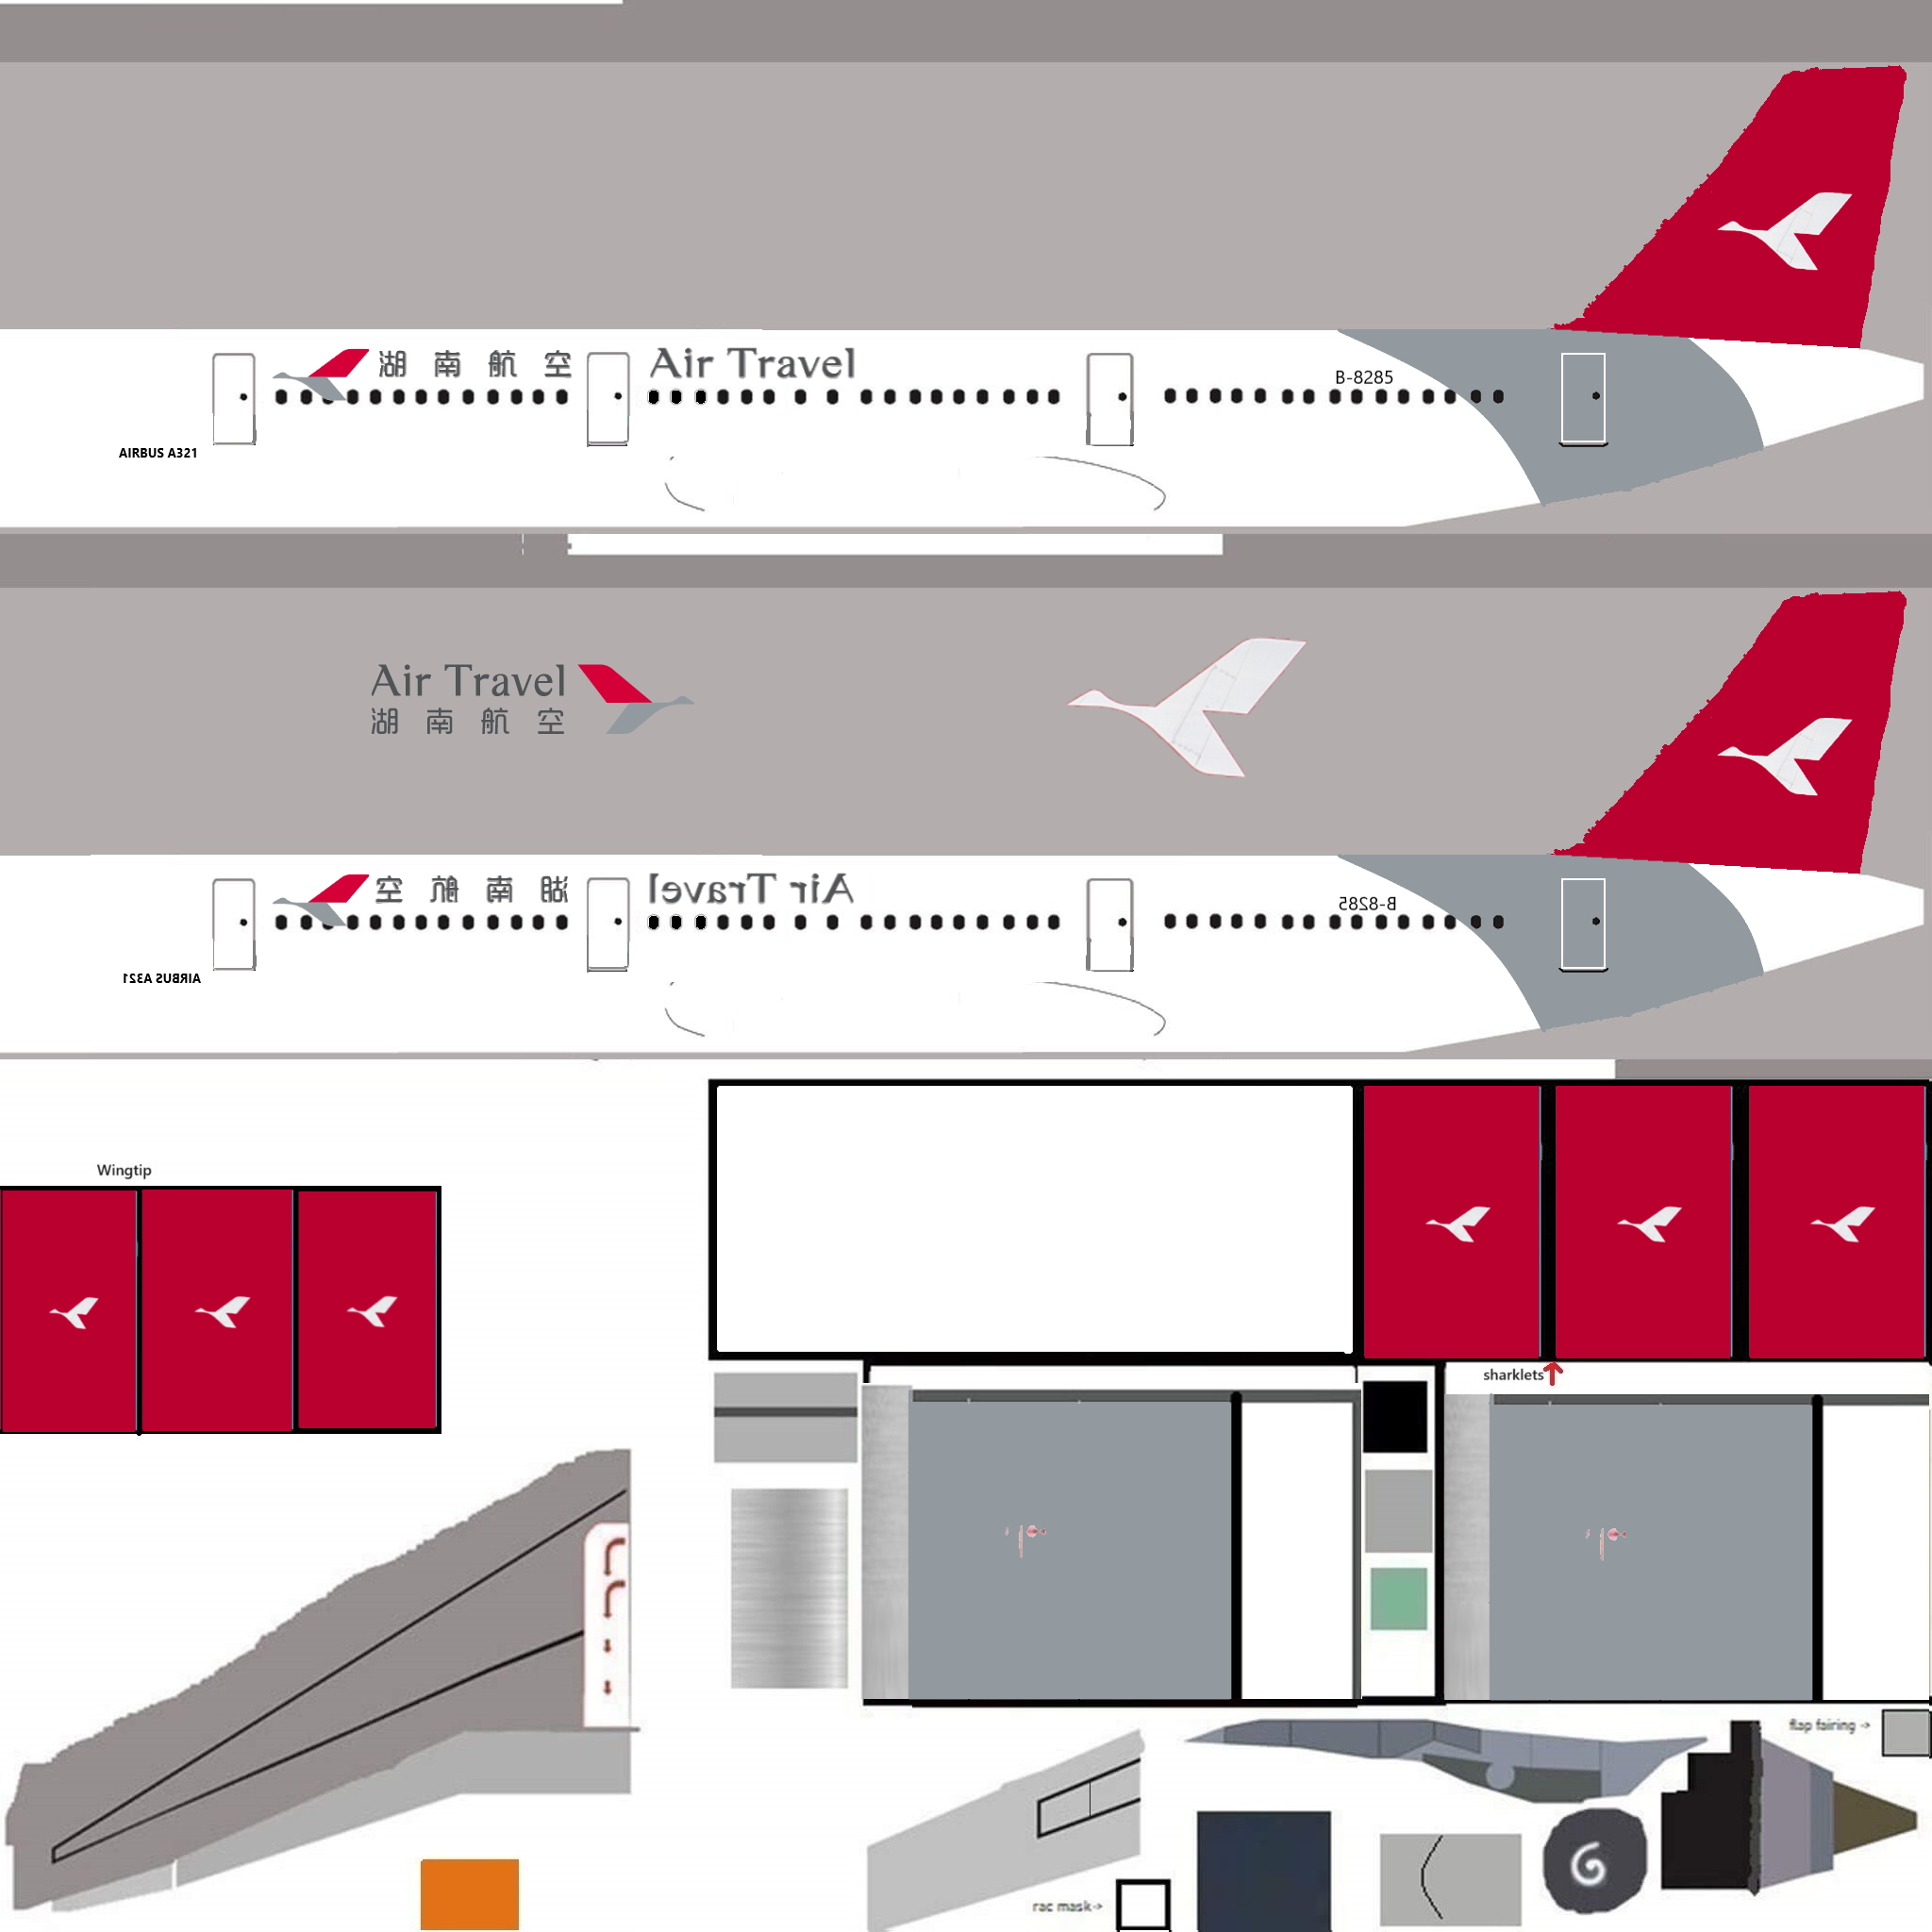 湖南航空 Air Travel
B-8285
AIRBUS A321
Air Travel
湖南航空
湖南航空 Air Travel
B-8285
AIRBUS A321
Wingtip
sharklets
flap fairing ->
rac mask->